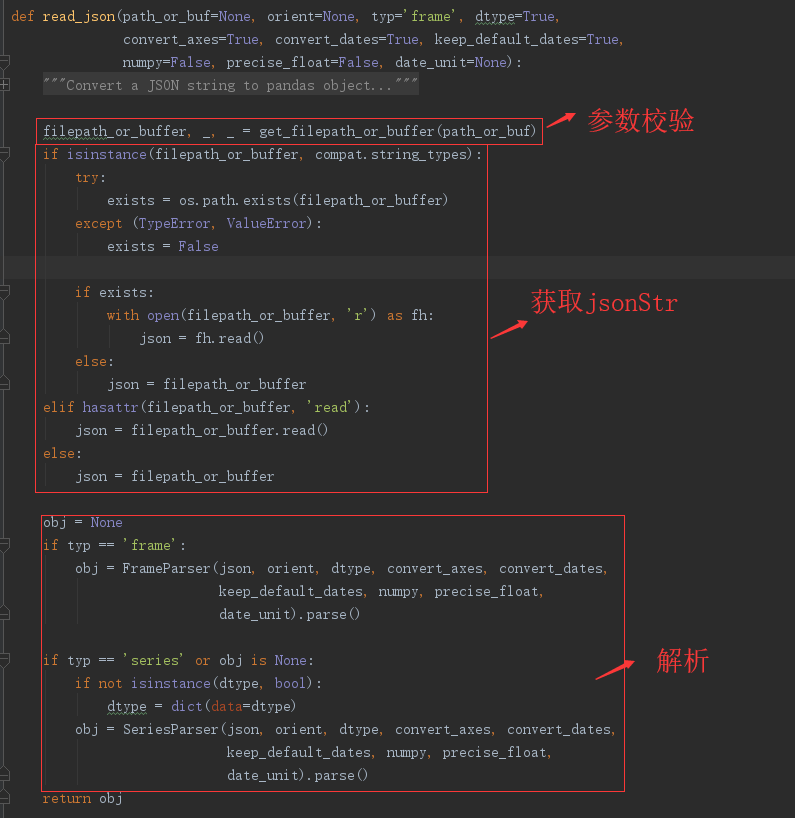 def read_json(path_or_buf=None, orient=None, typ='frame', dtype=True,
convert_axes=True, convert_dates=True, keep_default_dates=True,
numpy=False, precise_float=False, date_unit=None):
"""Convert a JSON string to pandas object..."""
filepath_or_buffer, _, _ = get_filepath_or_buffer(path_or_buf)
参数校验
if isinstance(filepath_or_buffer, compat.string_types):
try:
exists = os.path.exists(filepath_or_buffer)
except (TypeError, ValueError):
exists = False
if exists:
获取jsonStr
with open(filepath_or_buffer, 'r') as fh:
json = fh.read()
else:
json = filepath_or_buffer
elif hasattr(filepath_or_buffer, 'read'):
json = filepath_or_buffer.read()
else:
json = filepath_or_buffer
obj = None
if typ == 'frame':
obj = FrameParser(json, orient, dtype, convert_axes, convert_dates,
keep_default_dates, numpy, precise_float,
date_unit).parse()
if typ == 'series' or obj is None:
解析
if not isinstance(dtype, bool):
dtype = dict(data=dtype)
obj = SeriesParser(json, orient, dtype, convert_axes, convert_dates,
keep_default_dates, numpy, precise_float,
date_unit).parse()
return obj